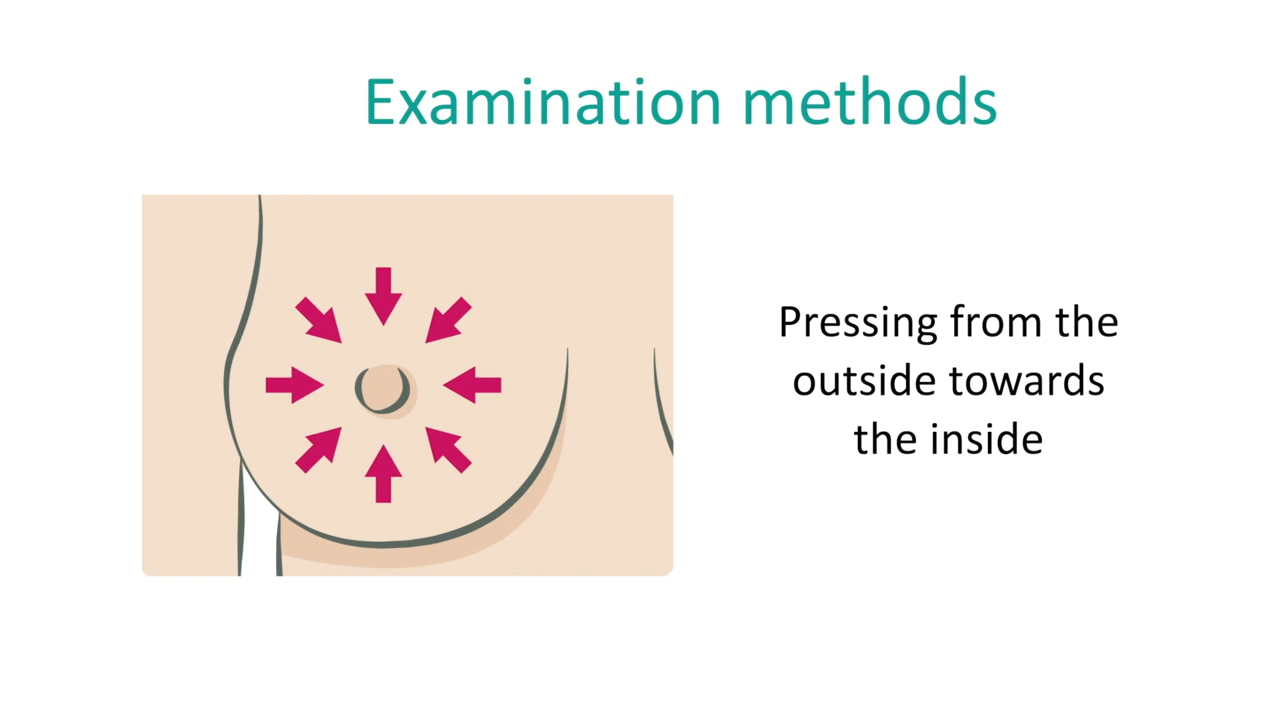 Examination methods
Pressing from the
outside towards
the inside